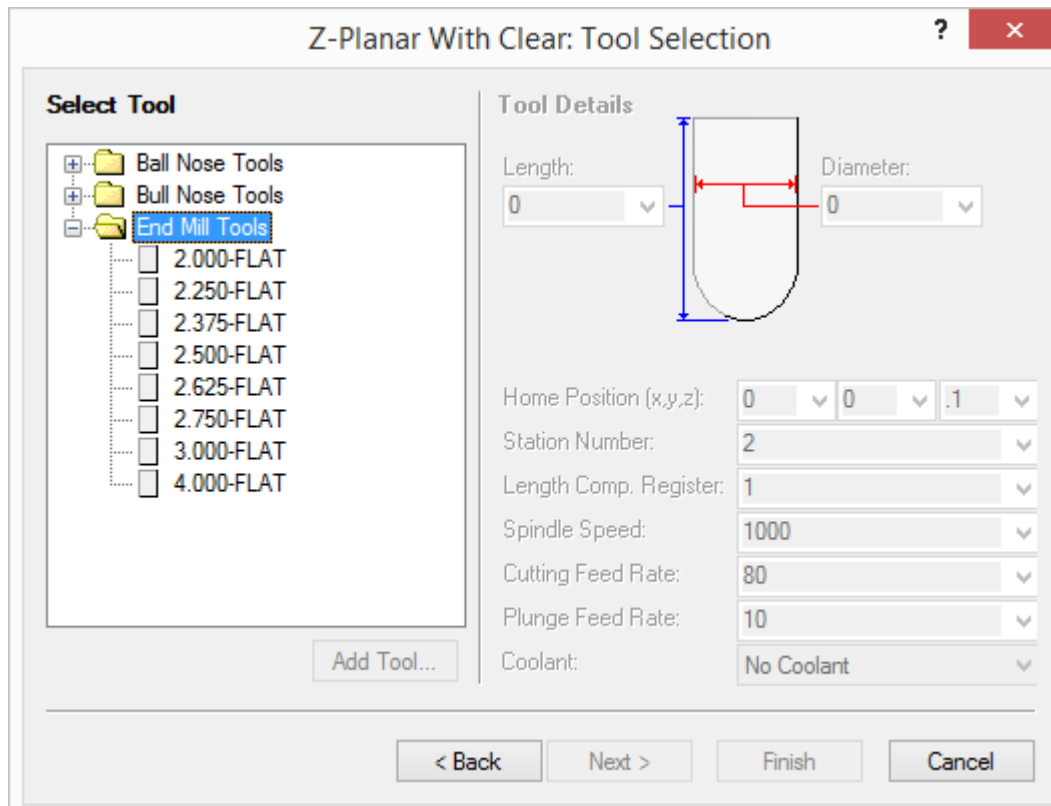 Z-Planar With Clear: Tool Selection
?
Select Tool
Ball Nose Tools
Bull Nose Tools
End Mill Tools
2.000-FLAT
2.250-FLAT
2.375-FLAT
2.500-FLAT
2.625-FLAT
2.750-FLAT
3.000-FLAT
4.000-FLAT
Add Tool...
Tool Details
Length:
0
Diameter:
0
Home Position (x,y,z): 0 0 .1
Station Number: 2
Length Comp. Register: 1
Spindle Speed: 1000
Cutting Feed Rate: 80
Plunge Feed Rate: 10
Coolant: No Coolant
< Back Next > Finish Cancel